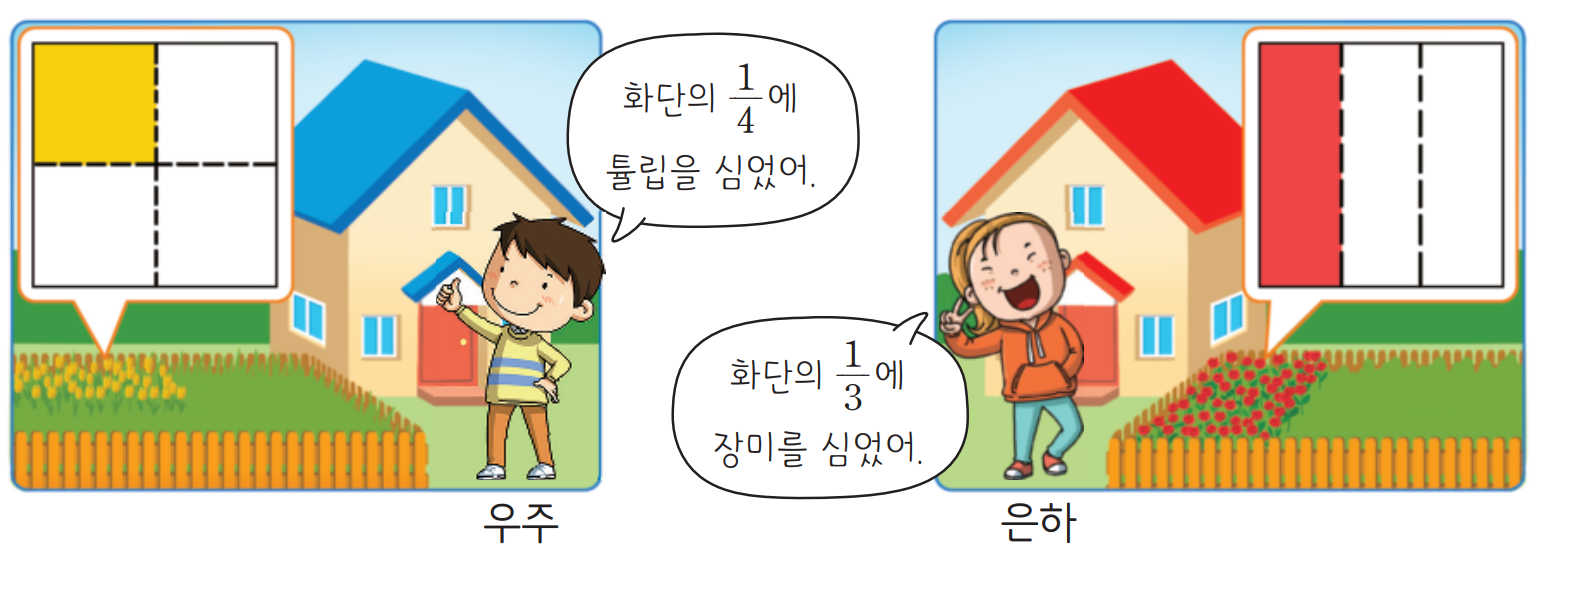 화단의 1/4에
튤립을 심었어.
화단의 1/3에
장미를 심었어.
우주
은하